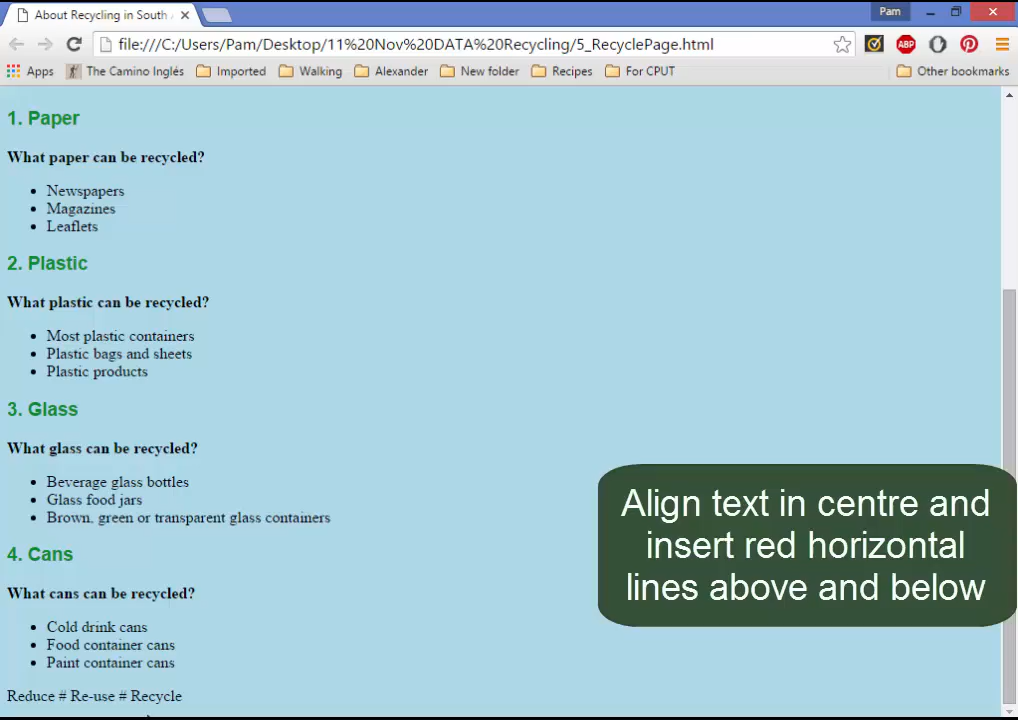 About Recycling in South
Pam
file:///C:/Users/Pam/Desktop/11%20Nov%20DATA%20Recycling/5_RecyclePage.html
ABP
Apps
The Camino Inglés
Imported
Walking
Alexander
New folder
Recipes
For CPUT
Other bookmarks
1. Paper
What paper can be recycled?
• Newspapers
• Magazines
• Leaflets
2. Plastic
What plastic can be recycled?
• Most plastic containers
• Plastic bags and sheets
• Plastic products
3. Glass
What glass can be recycled?
• Beverage glass bottles
• Glass food jars
• Brown, green or transparent glass containers
4. Cans
What cans can be recycled?
• Cold drink cans
• Food container cans
• Paint container cans
Reduce # Re-use # Recycle
Align text in centre and
insert red horizontal
lines above and below